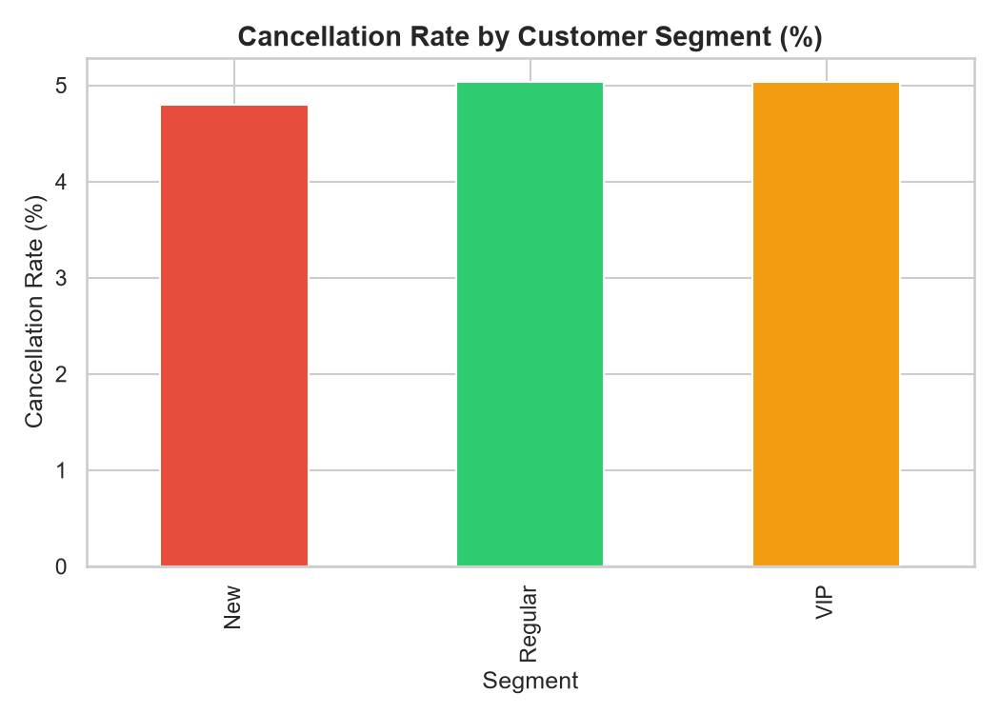 Cancellation Rate by Customer Segment (%)
Cancellation Rate (%)
5
4
3
2
1
0
New
Regular
VIP
Segment